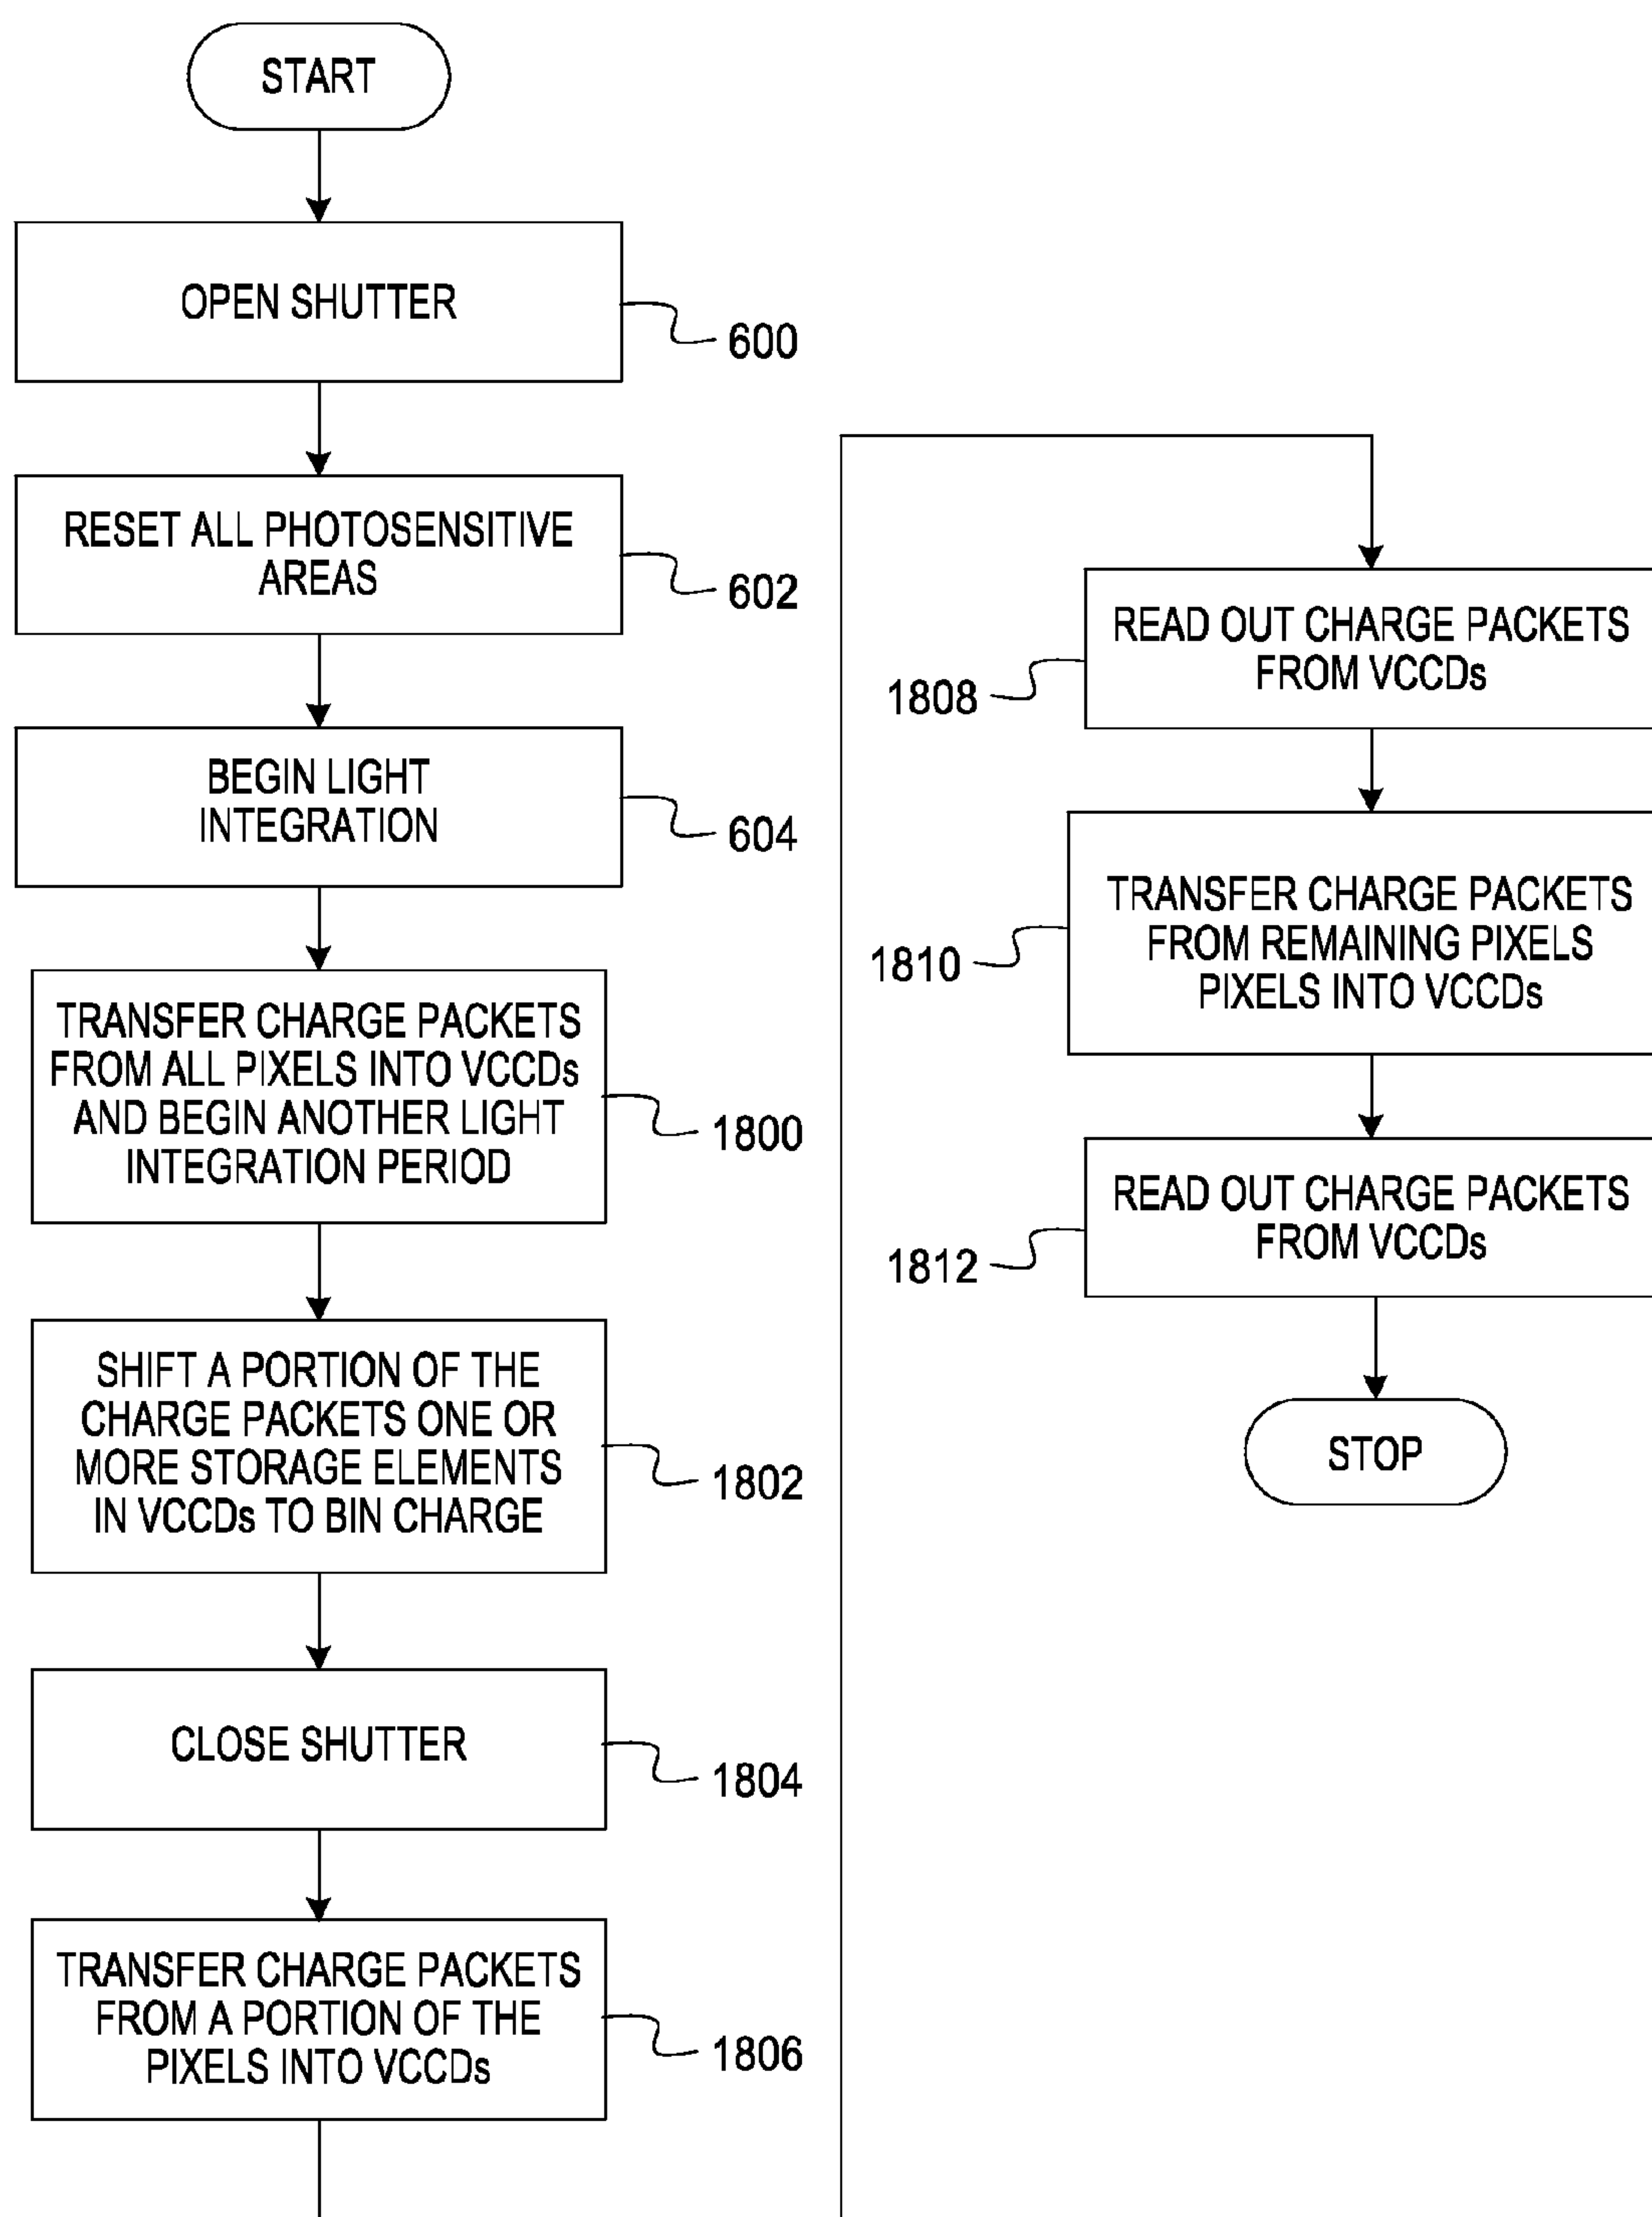 START
OPEN SHUTTER
600
RESET ALL PHOTOSENSITIVE
AREAS
602
BEGIN LIGHT
INTEGRATION
604
TRANSFER CHARGE PACKETS
FROM ALL PIXELS INTO VCCDs
AND BEGIN ANOTHER LIGHT
INTEGRATION PERIOD
1800
SHIFT A PORTION OF THE
CHARGE PACKETS ONE OR
MORE STORAGE ELEMENTS
IN VCCDs TO BIN CHARGE
1802
CLOSE SHUTTER
1804
TRANSFER CHARGE PACKETS
FROM A PORTION OF THE
PIXELS INTO VCCDs
1806
READ OUT CHARGE PACKETS
FROM VCCDs
1808
TRANSFER CHARGE PACKETS
FROM REMAINING PIXELS
PIXELS INTO VCCDs
1810
READ OUT CHARGE PACKETS
FROM VCCDs
1812
STOP